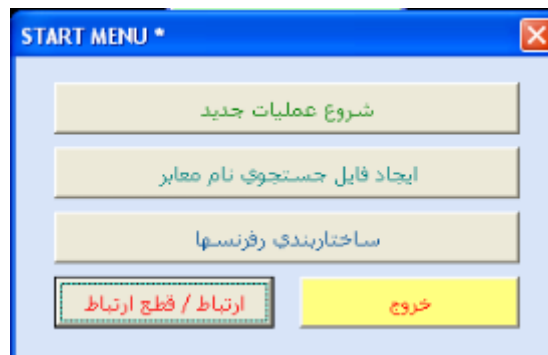 START MENU *
شروع عمليات جديد
ايجاد فايل جستجوي نام معابر
ساختاربندي رفرنسها
خروج
ارتباط / قطع ارتباط